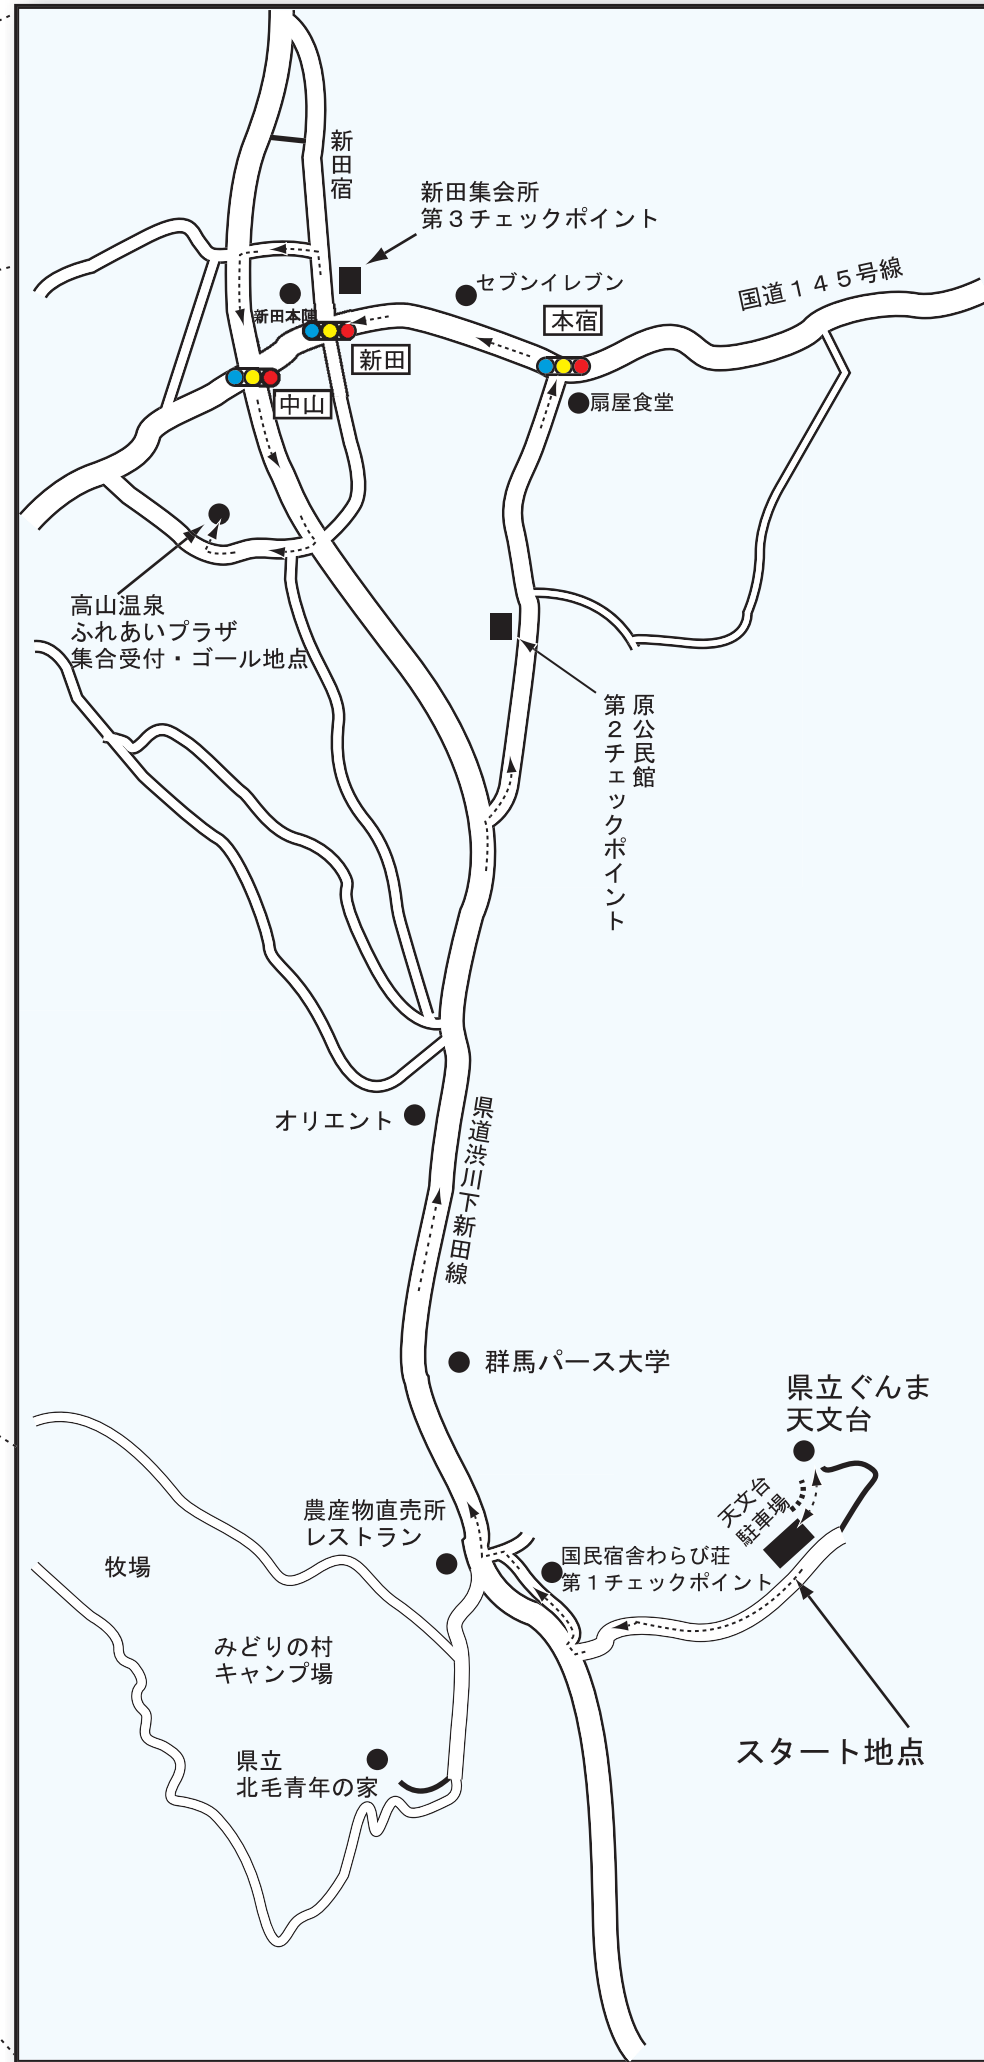 新田宿
新田集会所
第３チェックポイント
セブンイレブン
国道１４５号線
本宿
新田本陣
新田
中山
扇屋食堂
高山温泉
ふれあいプラザ
集合受付・ゴール地点
原公民館
第２チェックポイント
オリエント
県道渋川下新田線
群馬パース大学
県立ぐんま
天文台
天文台
駐車場
農産物直売所
レストラン
国民宿舎わらび荘
第１チェックポイント
牧場
みどりの村
キャンプ場
スタート地点
県立
北毛青年の家